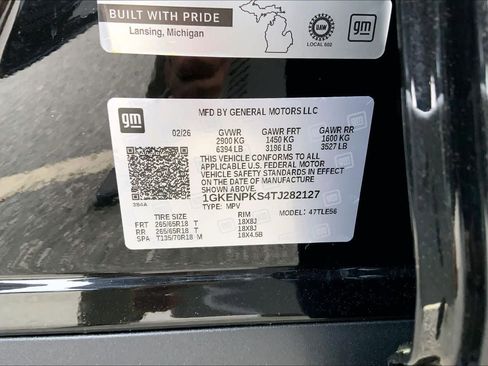 BUILT WITH PRIDE
Lansing, Michigan
UAW
LOCAL 602
gm
gm
MFD BY GENERAL MOTORS LLC
02/26 GVWR GAWR FRT GAWR RR
2900 KG 1450 KG 1600 KG
6394 LB 3196 LB 3527 LB
THIS VEHICLE CONFORMS TO ALL
APPLICABLE U.S. FEDERAL MOTOR
VEHICLE SAFETY STANDARDS IN EFFECT
ON THE DATE OF MANUFACTURE
SHOWN ABOVE.
1GKENPKS4TJ282127
TYPE: MPV MODEL: 47TLE56
384A
TIRE SIZE RIM
FRT 265/65R18 T 18X8J
RR 265/65R18 T 18X8J
SPA T135/70R18 M 18X4.5B